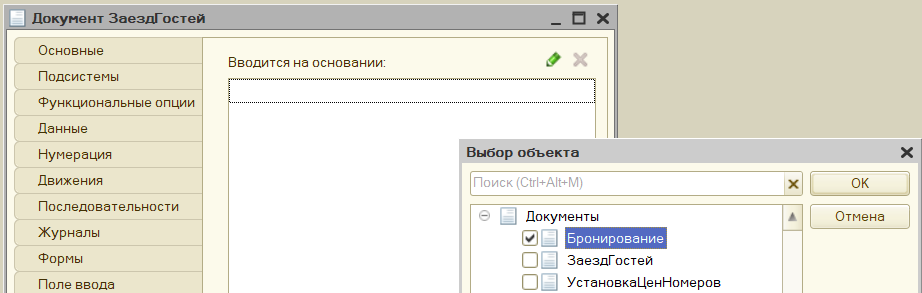 Документ ЗаездГостей
Основные
Подсистемы
Функциональные опции
Данные
Нумерация
Движения
Последовательности
Журналы
Формы
Поле ввода
Вводится на основании:
Выбор объекта
Поиск (Ctrl+Alt+M)
OK
Отмена
Документы
Бронирование
ЗаездГостей
УстановкаЦенНомеров